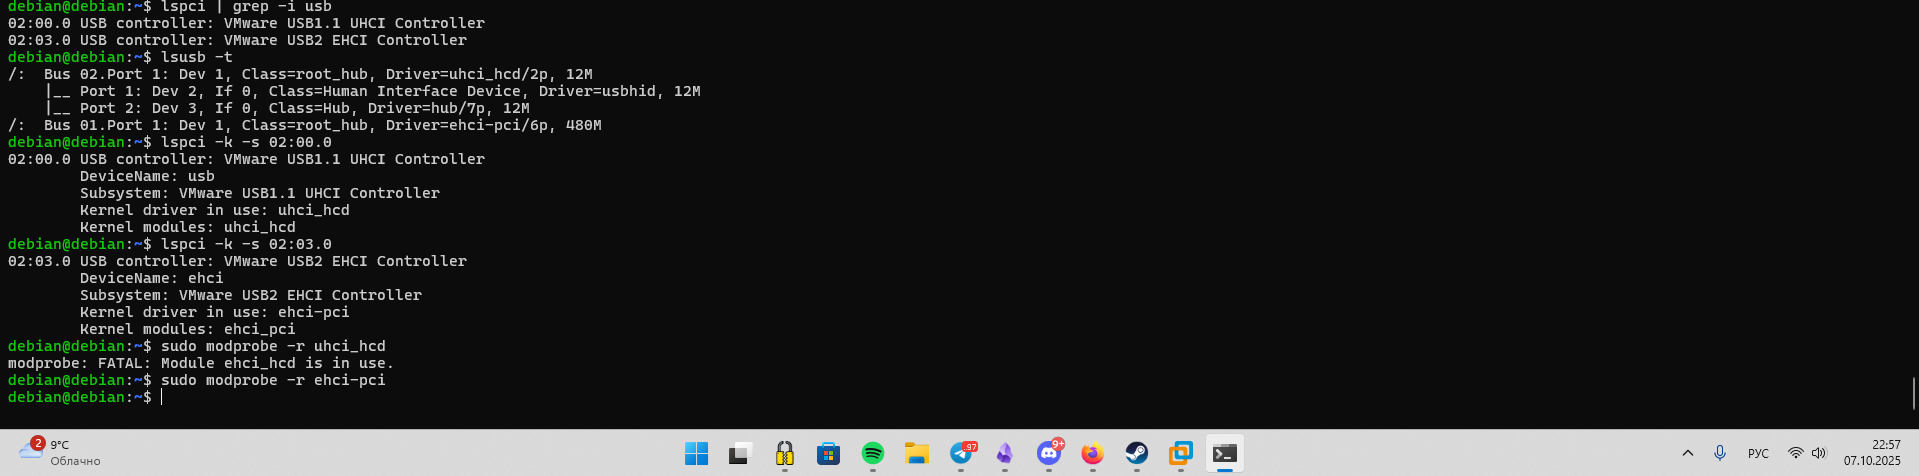 debian@debian:~$ lspci | grep -i usb
02:00.0 USB controller: VMware USB1.1 UHCI Controller
02:03.0 USB controller: VMware USB2 EHCI Controller
debian@debian:~$ lsusb -t
/:  Bus 02.Port 1: Dev 1, Class=root_hub, Driver=uhci_hcd/2p, 12M
    |__ Port 1: Dev 2, If 0, Class=Human Interface Device, Driver=usbhid, 12M
    |__ Port 2: Dev 3, If 0, Class=Hub, Driver=hub/7p, 12M
/:  Bus 01.Port 1: Dev 1, Class=root_hub, Driver=ehci-pci/6p, 480M
debian@debian:~$ lspci -k -s 02:00.0
02:00.0 USB controller: VMware USB1.1 UHCI Controller
        DeviceName: usb
        Subsystem: VMware USB1.1 UHCI Controller
        Kernel driver in use: uhci_hcd
        Kernel modules: uhci_hcd
debian@debian:~$ lspci -k -s 02:03.0
02:03.0 USB controller: VMware USB2 EHCI Controller
        DeviceName: ehci
        Subsystem: VMware USB2 EHCI Controller
        Kernel driver in use: ehci-pci
        Kernel modules: ehci_pci
debian@debian:~$ sudo modprobe -r uhci_hcd
modprobe: FATAL: Module ehci_hcd is in use.
debian@debian:~$ sudo modprobe -r ehci-pci
debian@debian:~$
2
9°C
Облачно
97
9+
РУС
22:57
07.10.2025